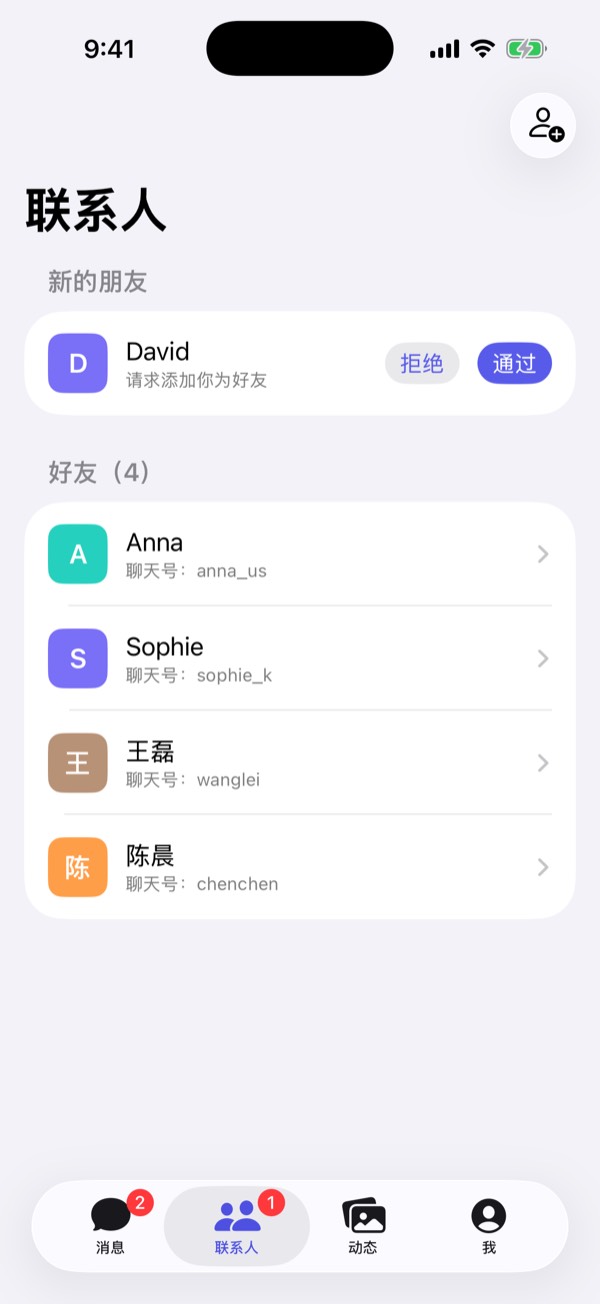 9:41
联系人
新的朋友
D
David
请求添加你为好友
拒绝
通过
好友（4）
A
Anna
聊天号：anna_us
S
Sophie
聊天号：sophie_k
王
王磊
聊天号：wanglei
陈
陈晨
聊天号：chenchen
2
1
消息
联系人
动态
我